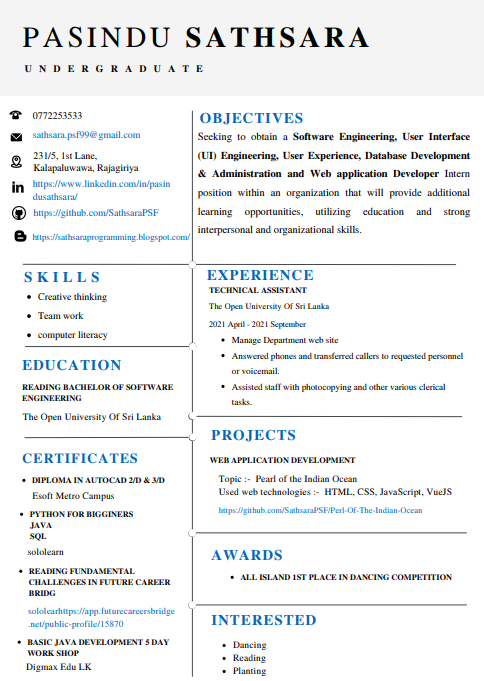 PASINDU SATHSARA
UNDERGRADUATE
0772253533
sathsara.psf99@gmail.com
231/5, 1st Lane,
Kalapaluwawa, Rajagiriya
https://www.linkedin.com/in/pasin
dusathsara/
https://github.com/SathsaraPSF
https://sathsaraprogramming.blogspot.com/
SKILLS
Creative thinking
Team work
computer literacy
EDUCATION
READING BACHELOR OF SOFTWARE
ENGINEERING
The Open University Of Sri Lanka
CERTIFICATES
DIPLOMA IN AUTOCAD 2/D & 3/D
Esoft Metro Campus
PYTHON FOR BIGGINERS
JAVA
SQL
sololearn
READING FUNDAMENTAL
CHALLENGES IN FUTURE CAREER
BRIDG
sololearhttps://app.futurecareersbridge
.net/public-profile/15870
BASIC JAVA DEVELOPMENT 5 DAY
WORK SHOP
Digmax Edu LK
OBJECTIVES
Seeking to obtain a Software Engineering, User Interface
(UI) Engineering, User Experience, Database Development
& Administration and Web application Developer Intern
position within an organization that will provide additional
learning opportunities, utilizing education and strong
interpersonal and organizational skills.
EXPERIENCE
TECHNICAL ASSISTANT
The Open University Of Sri Lanka
2021 April - 2021 September
Manage Department web site
Answered phones and transferred callers to requested personnel
or voicemail.
Assisted staff with photocopying and other various clerical
tasks.
PROJECTS
WEB APPLICATION DEVELOPMENT
Topic :- Pearl of the Indian Ocean
Used web technologies :- HTML, CSS, JavaScript, VueJS
https://github.com/SathsaraPSF/Perl-Of-The-Indian-Ocean
AWARDS
ALL ISLAND 1ST PLACE IN DANCING COMPETITION
INTERESTED
Dancing
Reading
Planting